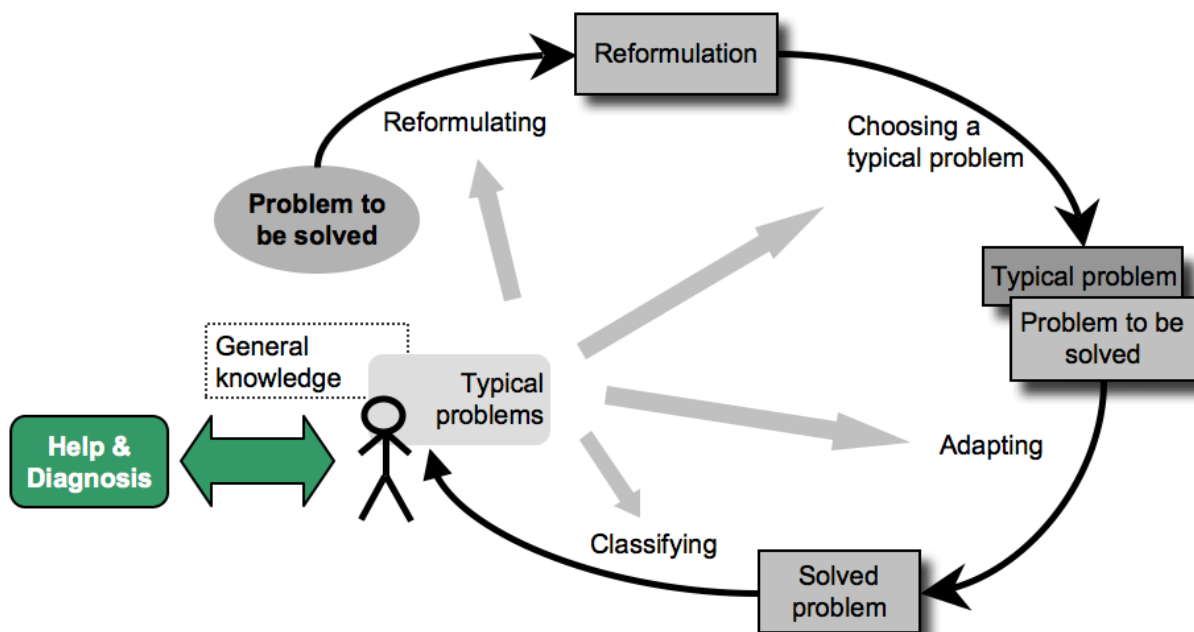 Reformulation
Reformulating
Choosing a
typical problem
Problem to
be solved
Typical problem
Problem to be
solved
General
knowledge
Typical
problems
Help &
Diagnosis
Adapting
Classifying
Solved
problem